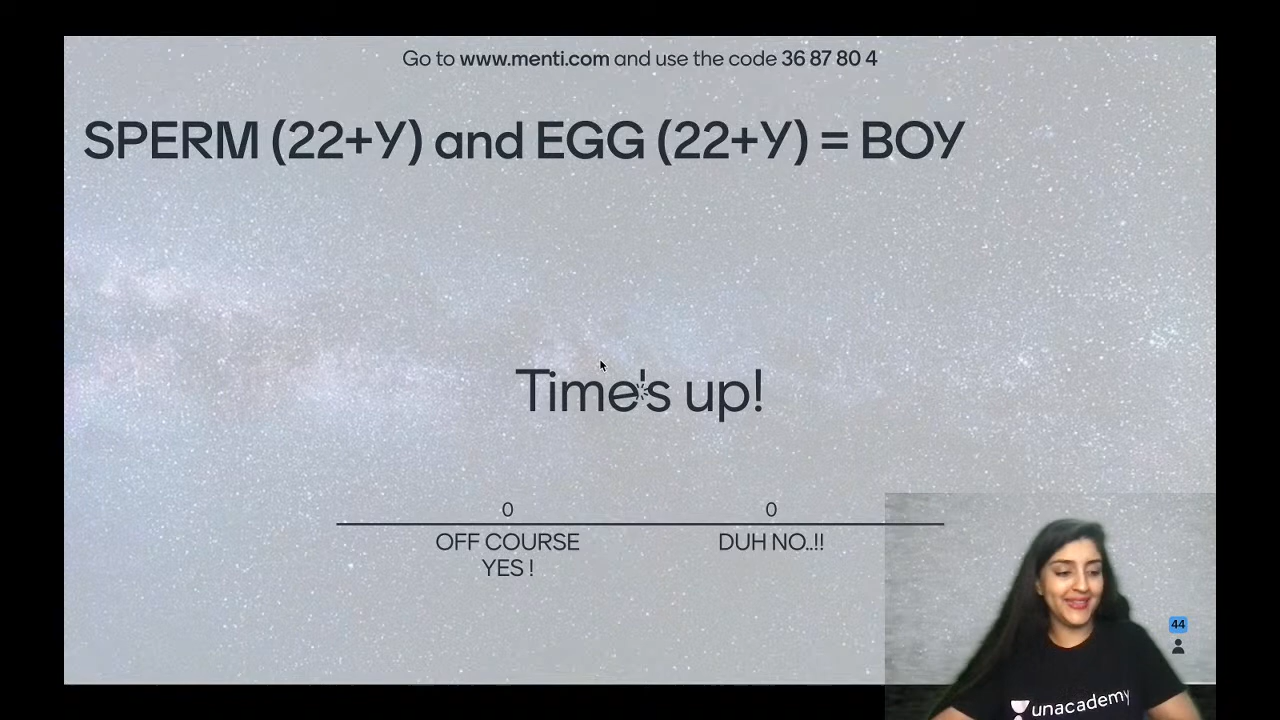 Go to www.menti.com and use the code 36 87 80 4
SPERM (22+Y) and EGG (22+Y) = BOY
Time's up!
0
0
OFF COURSE
YES !
DUH NO..!!
44
unacademy